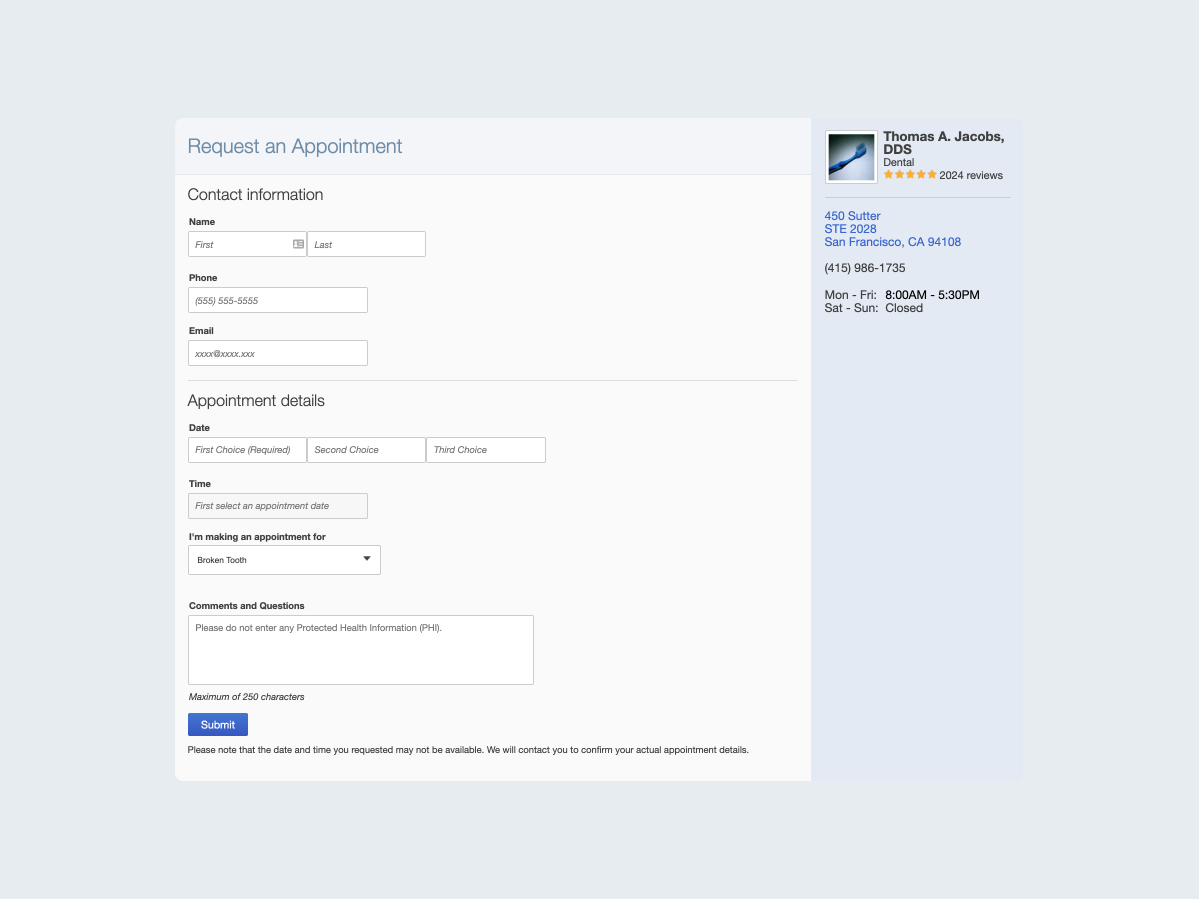 Request an Appointment
Contact information
Name
First Last
Phone
(555) 555-5555
Email
xxxx@xxxx.xxx
Appointment details
Date
First Choice (Required) Second Choice Third Choice
Time
First select an appointment date
I'm making an appointment for
Broken Tooth
Comments and Questions
Please do not enter any Protected Health Information (PHI).
Maximum of 250 characters
Submit
Please note that the date and time you requested may not be available. We will contact you to confirm your actual appointment details.
Thomas A. Jacobs,
DDS
Dental
2024 reviews
450 Sutter
STE 2028
San Francisco, CA 94108
(415) 986-1735
Mon - Fri: 8:00AM - 5:30PM
Sat - Sun: Closed